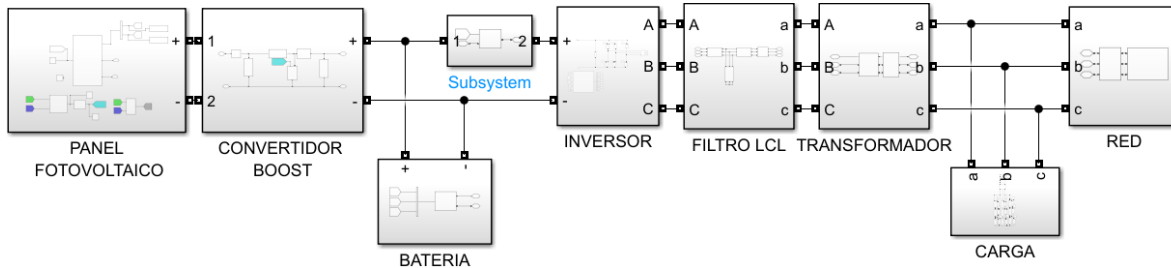 + 1 + 1 2 + A A a A a a
Subsystem
B B b B b b
- 2 - - C C c C c c
PANEL FOTOVOLTAICO
CONVERTIDOR BOOST
INVERSOR
FILTRO LCL
TRANSFORMADOR
RED
+ -
BATERIA
a b c
CARGA